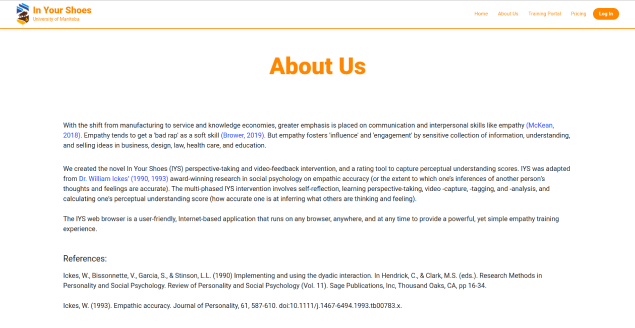 In Your Shoes
University of Manitoba
Home About Us Training Portal Pricing Log In
About Us
With the shift from manufacturing to service and knowledge economies, greater emphasis is placed on communication and interpersonal skills like empathy (McKean,
2018). Empathy tends to get a 'bad rap' as a soft skill (Brower, 2019). But empathy fosters 'influence' and 'engagement' by sensitive collection of information, understanding,
and selling ideas in business, design, law, health care, and education.
We created the novel In Your Shoes (IYS) perspective-taking and video-feedback intervention, and a rating tool to capture perceptual understanding scores. IYS was adapted
from Dr. William Ickes' (1990, 1993) award-winning research in social psychology on empathic accuracy (or the extent to which one's inferences of another person's
thoughts and feelings are accurate). The multi-phased IYS intervention involves self-reflection, learning perspective-taking, video -capture, -tagging, and -analysis, and
calculating one's perceptual understanding score (how accurate one is at inferring what others are thinking and feeling).
The IYS web browser is a user-friendly, Internet-based application that runs on any browser, anywhere, and at any time to provide a powerful, yet simple empathy training
experience.
References:
Ickes, W., Bissonnette, V., Garcia, S., & Stinson, L.L. (1990) Implementing and using the dyadic interaction. In Hendrick, C., & Clark, M.S. (eds.). Research Methods in
Personality and Social Psychology. Review of Personality and Social Psychology (Vol. 11). Sage Publications, Inc, Thousand Oaks, CA, pp 16-34.
Ickes, W. (1993). Empathic accuracy. Journal of Personality, 61, 587-610. doi:10.1111/j.1467-6494.1993.tb00783.x.